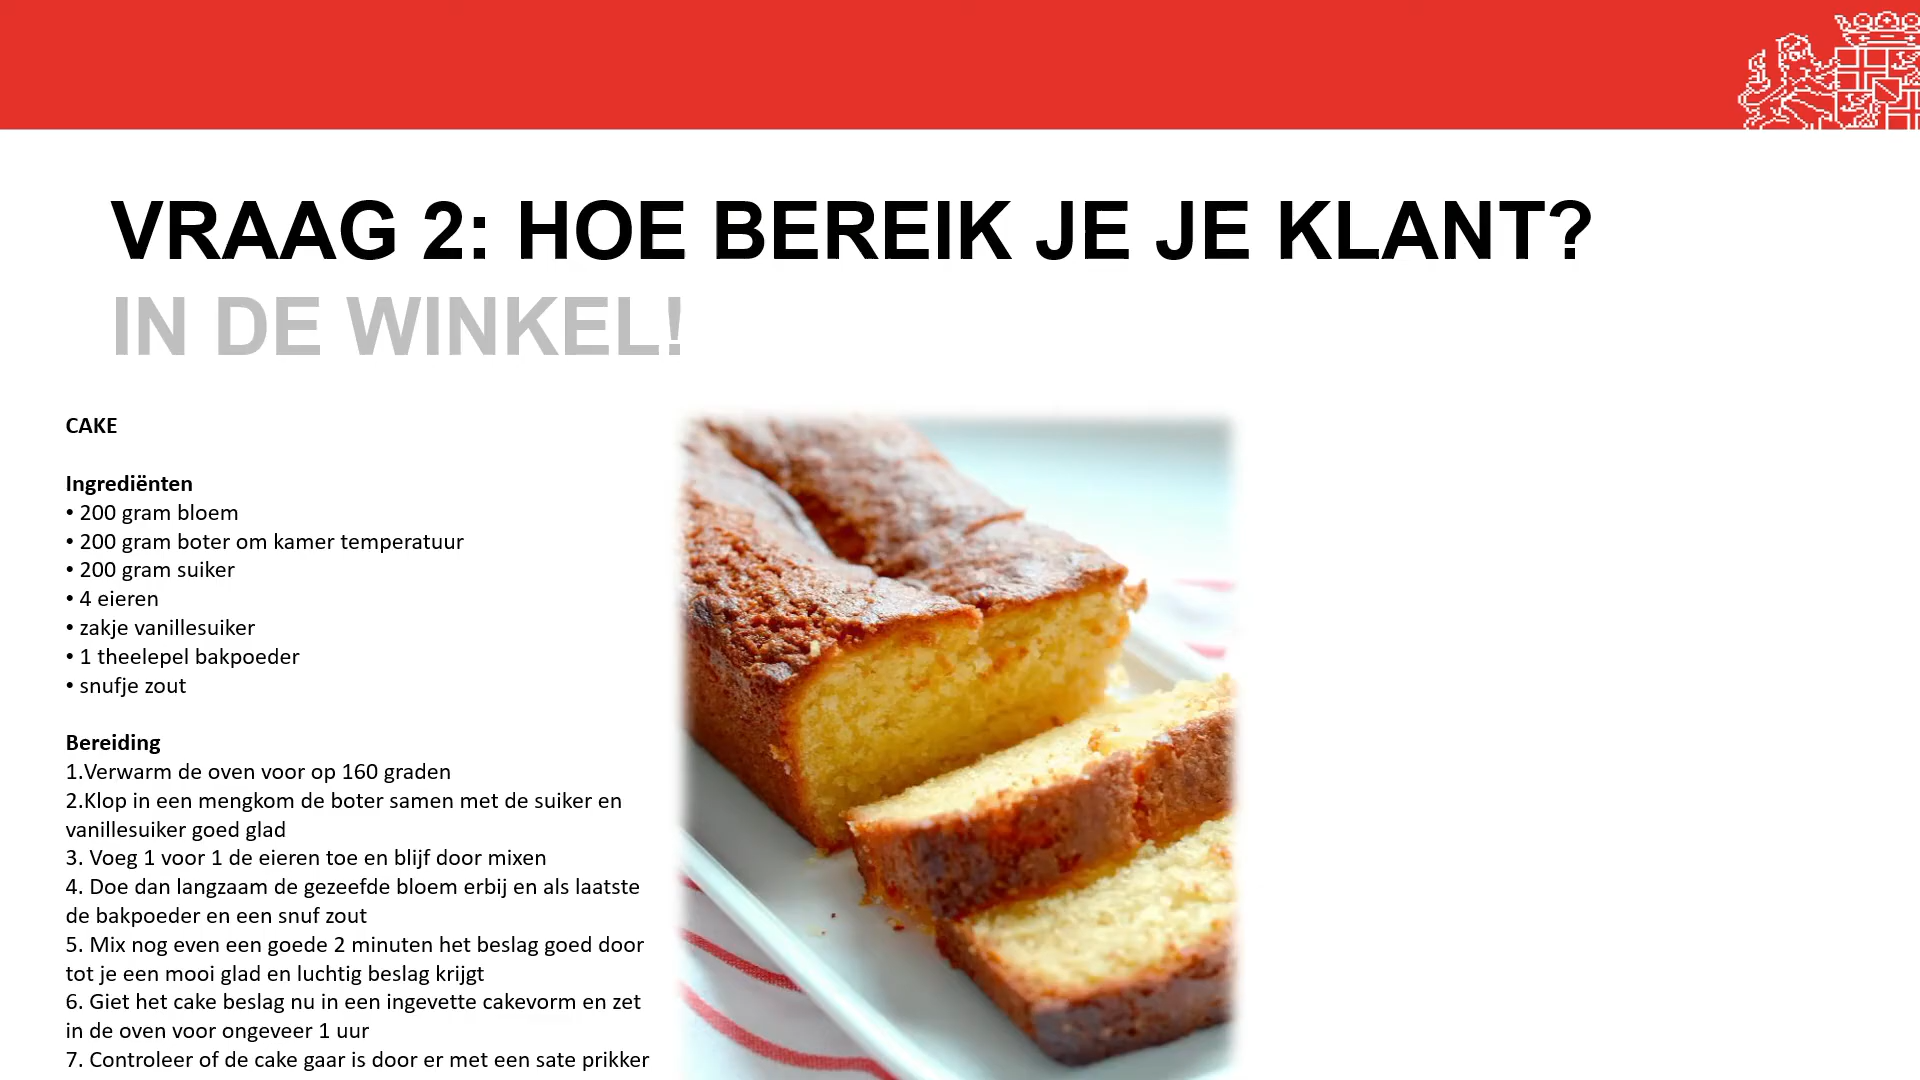 VRAAG 2: HOE BEREIK JE JE KLANT?
IN DE WINKEL!
CAKE
Ingrediënten
• 200 gram bloem
• 200 gram boter om kamer temperatuur
• 200 gram suiker
• 4 eieren
• zakje vanillesuiker
• 1 theelepel bakpoeder
• snufje zout
Bereiding
1.Verwarm de oven voor op 160 graden
2.Klop in een mengkom de boter samen met de suiker en
vanillesuiker goed glad
3. Voeg 1 voor 1 de eieren toe en blijf door mixen
4. Doe dan langzaam de gezeefde bloem erbij en als laatste
de bakpoeder en een snuf zout
5. Mix nog even een goede 2 minuten het beslag goed door
tot je een mooi glad en luchtig beslag krijgt
6. Giet het cake beslag nu in een ingevette cakevorm en zet
in de oven voor ongeveer 1 uur
7. Controleer of de cake gaar is door er met een sate prikker